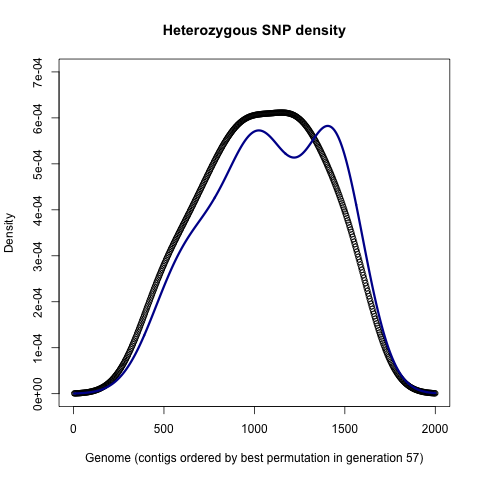 Heterozygous SNP density
7e-04
6e-04
5e-04
4e-04
3e-04
2e-04
1e-04
0e+00
Density
0 500 1000 1500 2000
Genome (contigs ordered by best permutation in generation 57)